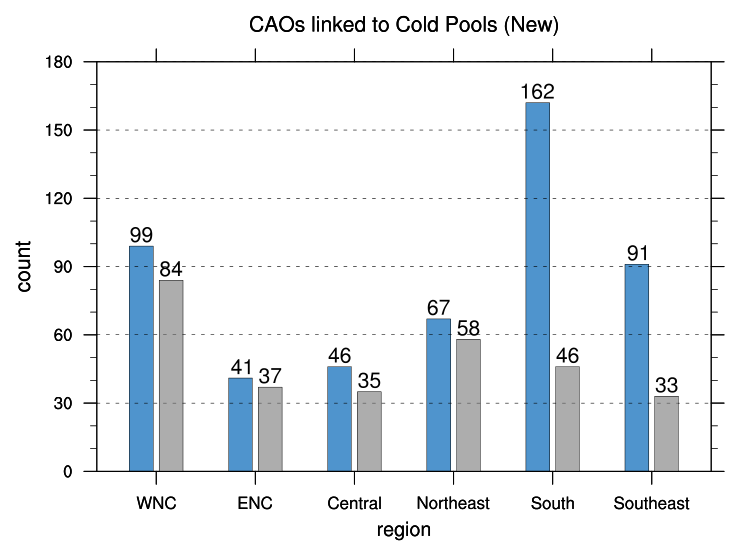 CAOs linked to Cold Pools (New)
180
150
120
90
60
30
0
count
99
84
41
37
46
35
67
58
162
46
91
33
WNC
ENC
Central
Northeast
South
Southeast
region